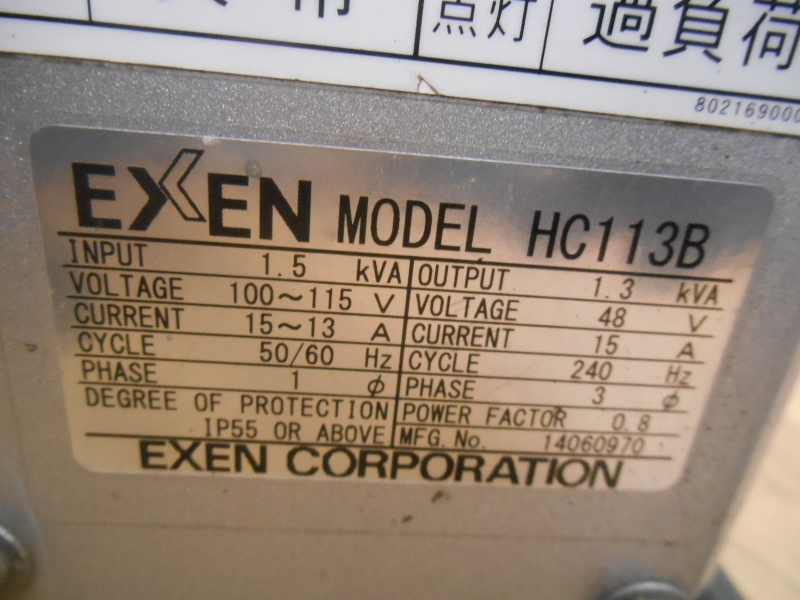 点灯 過負荷
802169000
EXEN MODEL HC113B
INPUT 1.5 kVA OUTPUT 1.3 kVA
VOLTAGE 100~115 V VOLTAGE 48 V
CURRENT 15~13 A CURRENT 15 A
CYCLE 50/60 Hz CYCLE 240 Hz
PHASE 1 φ PHASE 3 φ
DEGREE OF PROTECTION POWER FACTOR 0.8
IP55 OR ABOVE MFG. No. 14060970
EXEN CORPORATION